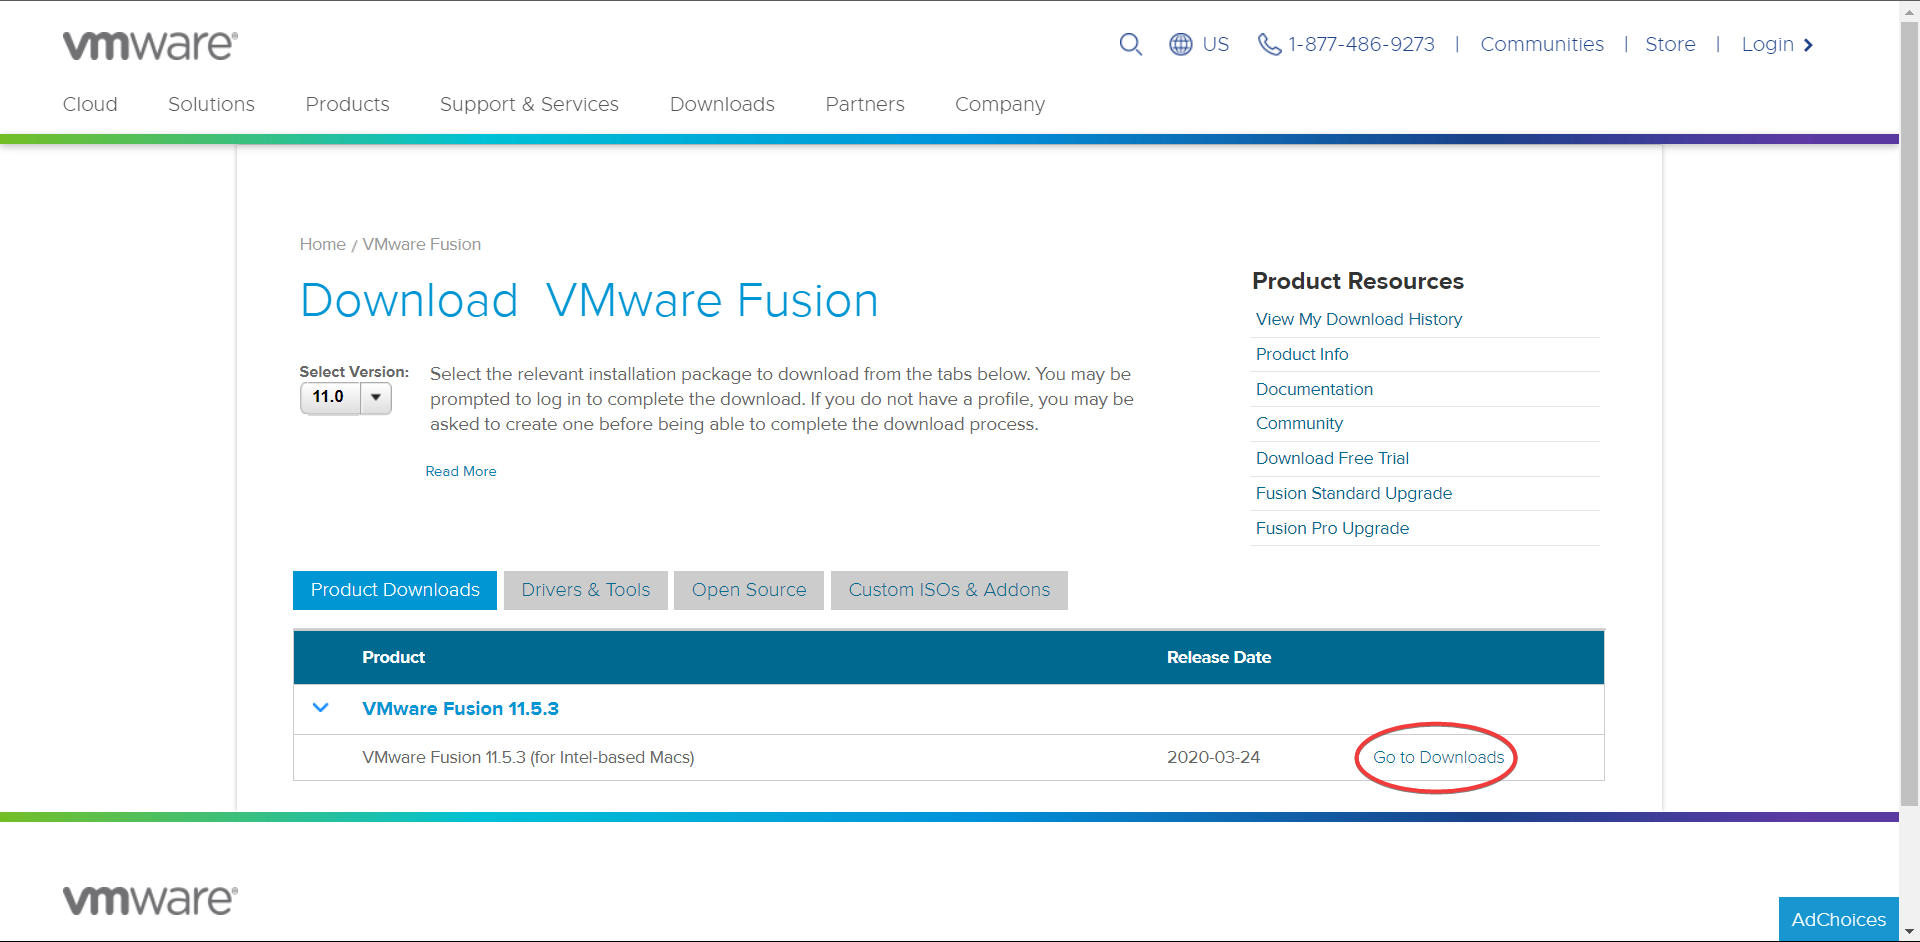 vmware®
US
1-877-486-9273 | Communities | Store | Login
Cloud Solutions Products Support & Services Downloads Partners Company
Home / VMware Fusion
Download VMware Fusion
Select Version:
11.0
Select the relevant installation package to download from the tabs below. You may be
prompted to log in to complete the download. If you do not have a profile, you may be
asked to create one before being able to complete the download process.
Read More
Product Resources
View My Download History
Product Info
Documentation
Community
Download Free Trial
Fusion Standard Upgrade
Fusion Pro Upgrade
Product Downloads Drivers & Tools Open Source Custom ISOs & Addons
Product Release Date
VMware Fusion 11.5.3
VMware Fusion 11.5.3 (for Intel-based Macs) 2020-03-24 Go to Downloads
vmware®
AdChoices